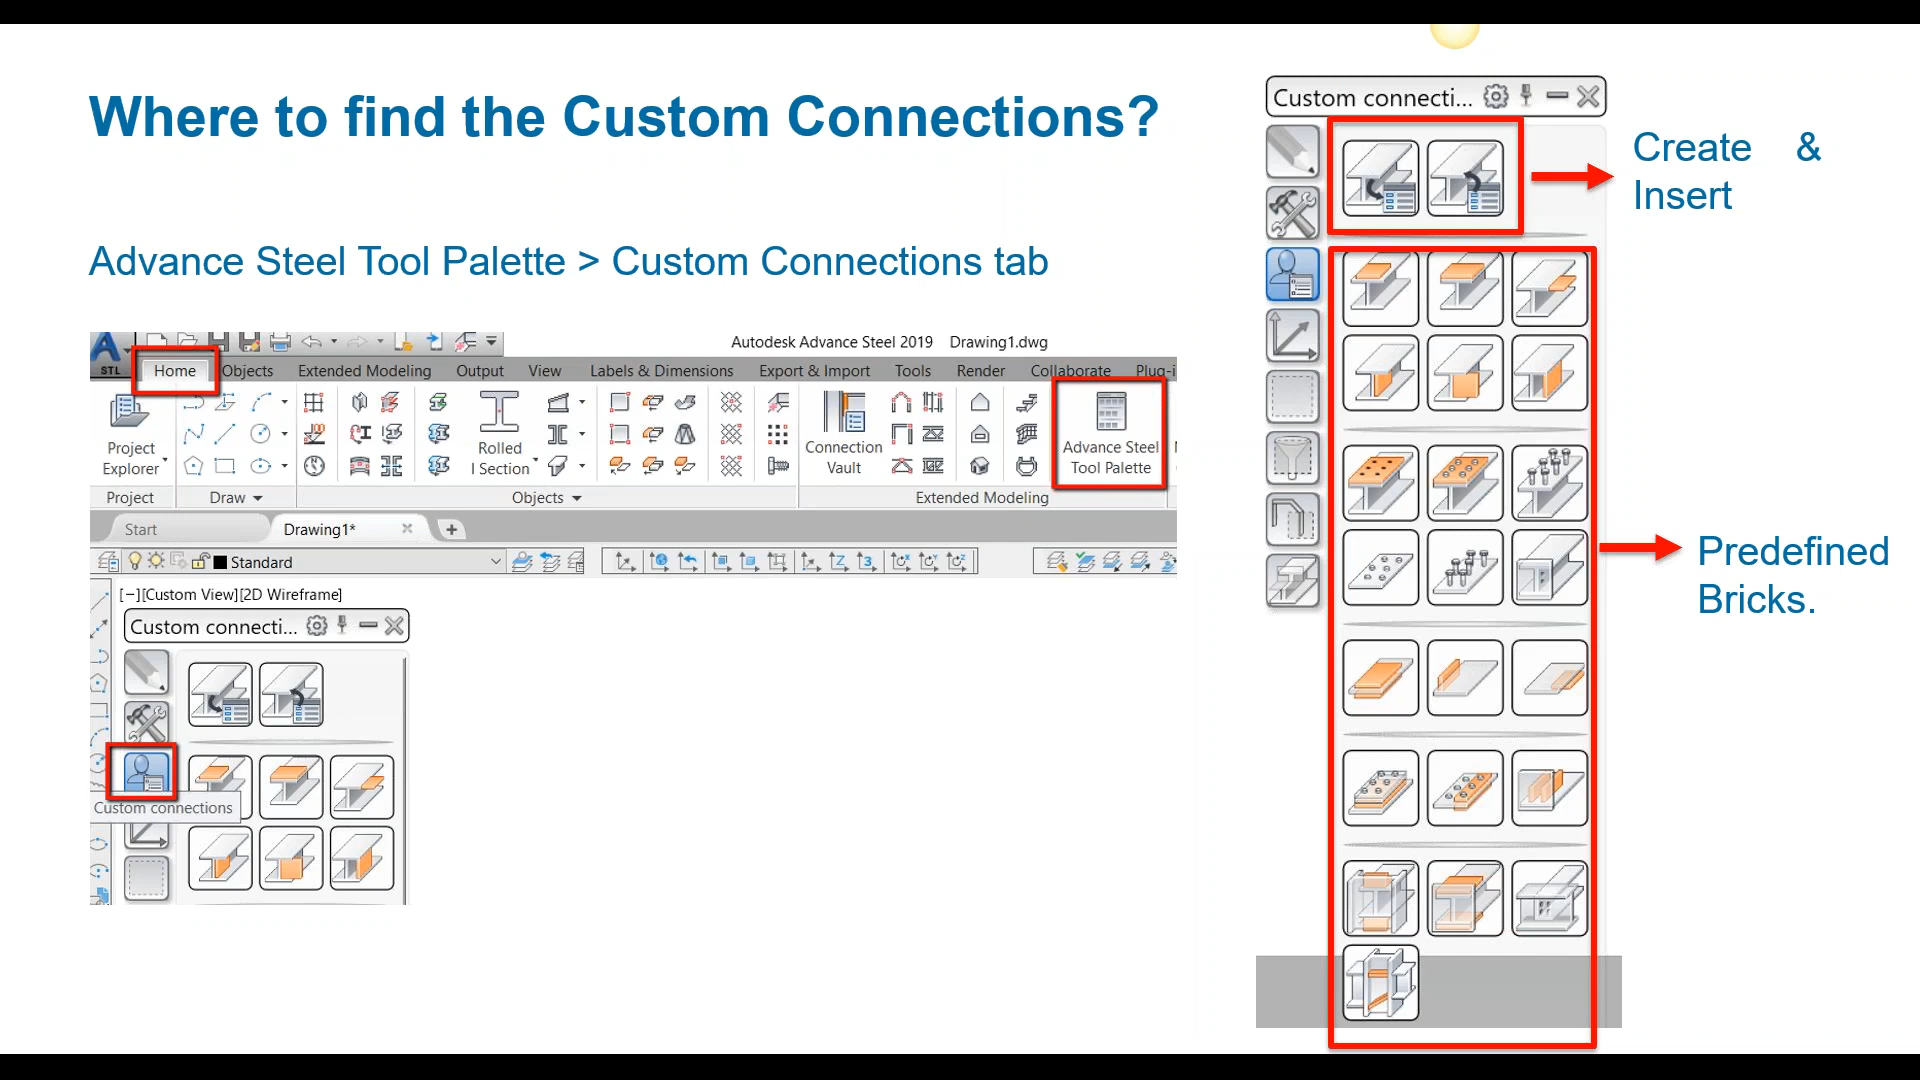 Where to find the Custom Connections?
Advance Steel Tool Palette > Custom Connections tab
Autodesk Advance Steel 2019 Drawing1.dwg
STL
Home Objects Extended Modeling Output View Labels & Dimensions Export & Import Tools Render Collaborate Plug-i
Project
Explorer
Rolled
I Section
Connection
Vault
Advance Steel
Tool Palette
Project Draw Objects Extended Modeling
Start Drawing1* +
Standard
[−][Custom View][2D Wireframe]
Custom connecti...
Custom connections
Custom connecti...
Create &
Insert
Predefined
Bricks.